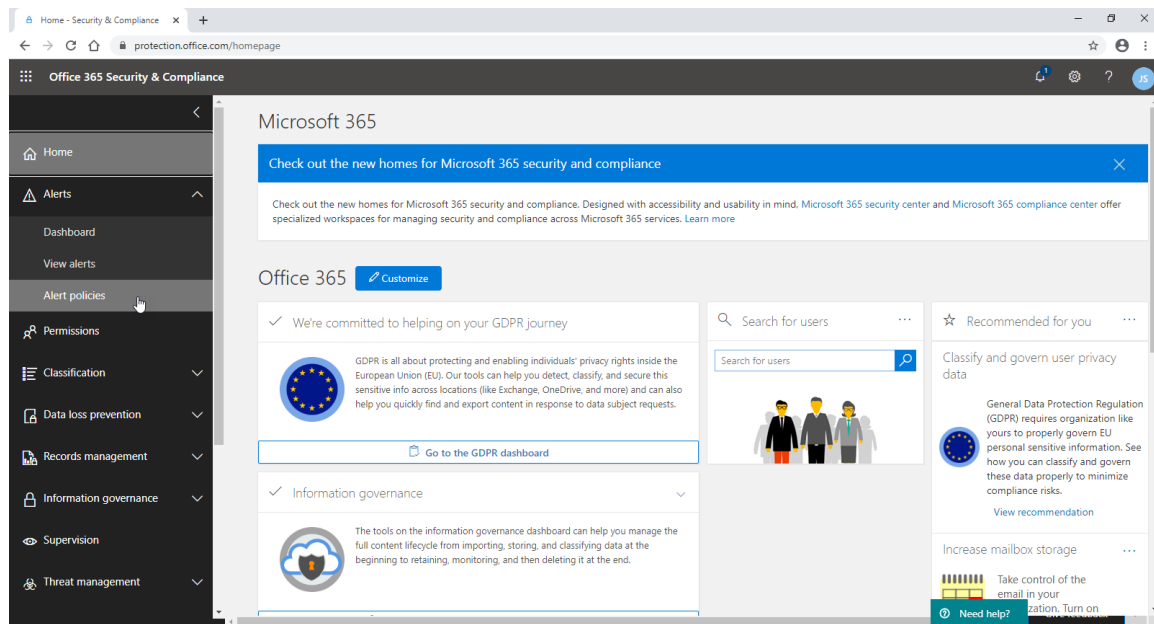 Home - Security & Compliance
protection.office.com/homepage
Office 365 Security & Compliance
1
?
JS
Home
Alerts
Dashboard
View alerts
Alert policies
Permissions
Classification
Data loss prevention
Records management
Information governance
Supervision
Threat management
Microsoft 365
Check out the new homes for Microsoft 365 security and compliance
Check out the new homes for Microsoft 365 security and compliance. Designed with accessibility and usability in mind, Microsoft 365 security center and Microsoft 365 compliance center offer
specialized workspaces for managing security and compliance across Microsoft 365 services. Learn more
Office 365
Customize
We're committed to helping on your GDPR journey
GDPR is all about protecting and enabling individuals' privacy rights inside the
European Union (EU). Our tools can help you detect, classify, and secure this
sensitive info across locations (like Exchange, OneDrive, and more) and can also
help you quickly find and export content in response to data subject requests.
Go to the GDPR dashboard
Information governance
The tools on the information governance dashboard can help you manage the
full content lifecycle from importing, storing, and classifying data at the
beginning to retaining, monitoring, and then deleting it at the end.
Search for users
Search for users
Recommended for you
Classify and govern user privacy
data
General Data Protection Regulation
(GDPR) requires organization like
yours to properly govern EU
personal sensitive information. See
how you can classify and govern
these data properly to minimize
compliance risks.
View recommendation
Increase mailbox storage
Take control of the
email in your
zation. Turn on
Need help?